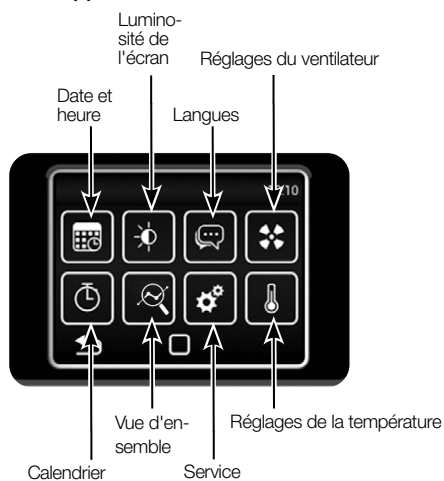 Lumino-
sité de
l'écran
Réglages du ventilateur
Date et
heure
Langues
10
Vue d'en-
semble
Réglages de la température
Calendrier
Service